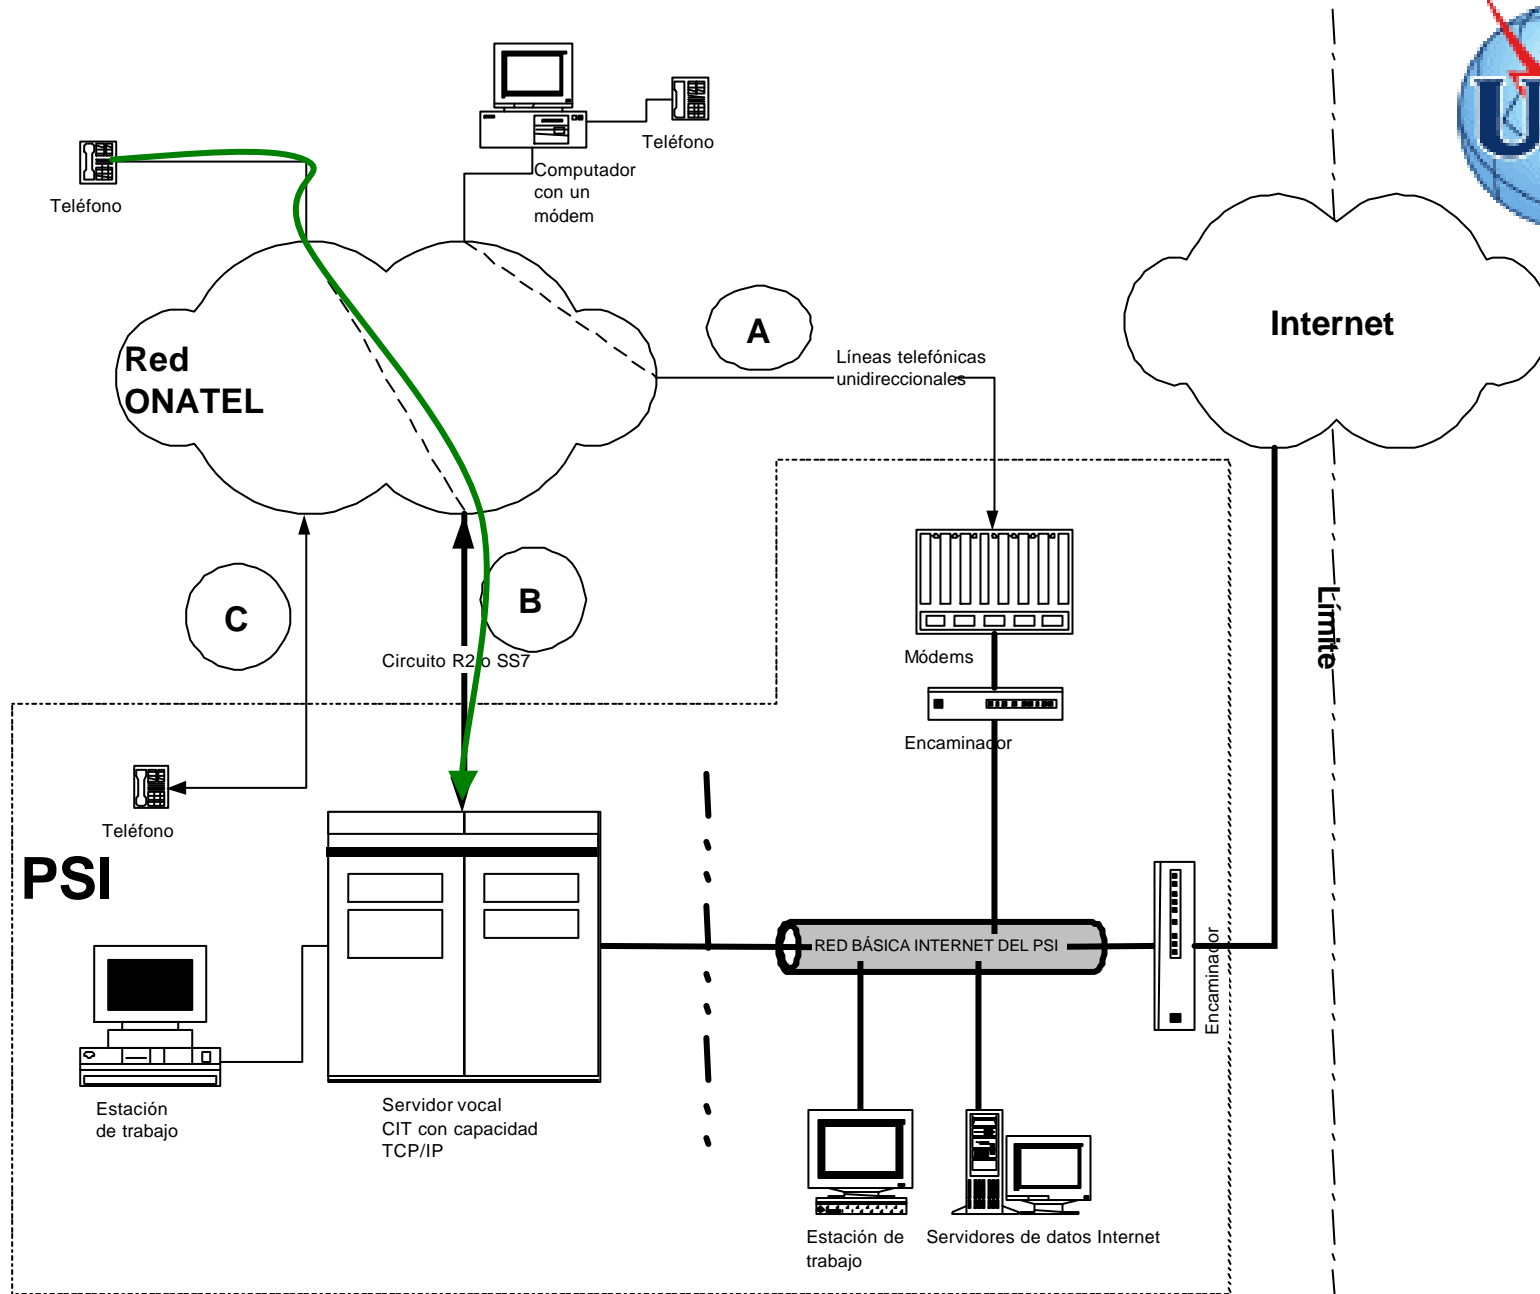 Teléfono
Teléfono
Computador
con un
módem
U
Internet
A
Líneas telefónicas
unidireccionales
Red
ONATEL
C
B
Circuito R2 o SS7
Módems
Límite
Encaminador
Teléfono
PSI
RED BÁSICA INTERNET DEL PSI
Encaminador
Estación
de trabajo
Servidor vocal
CIT con capacidad
TCP/IP
Estación de
trabajo
Servidores de datos Internet